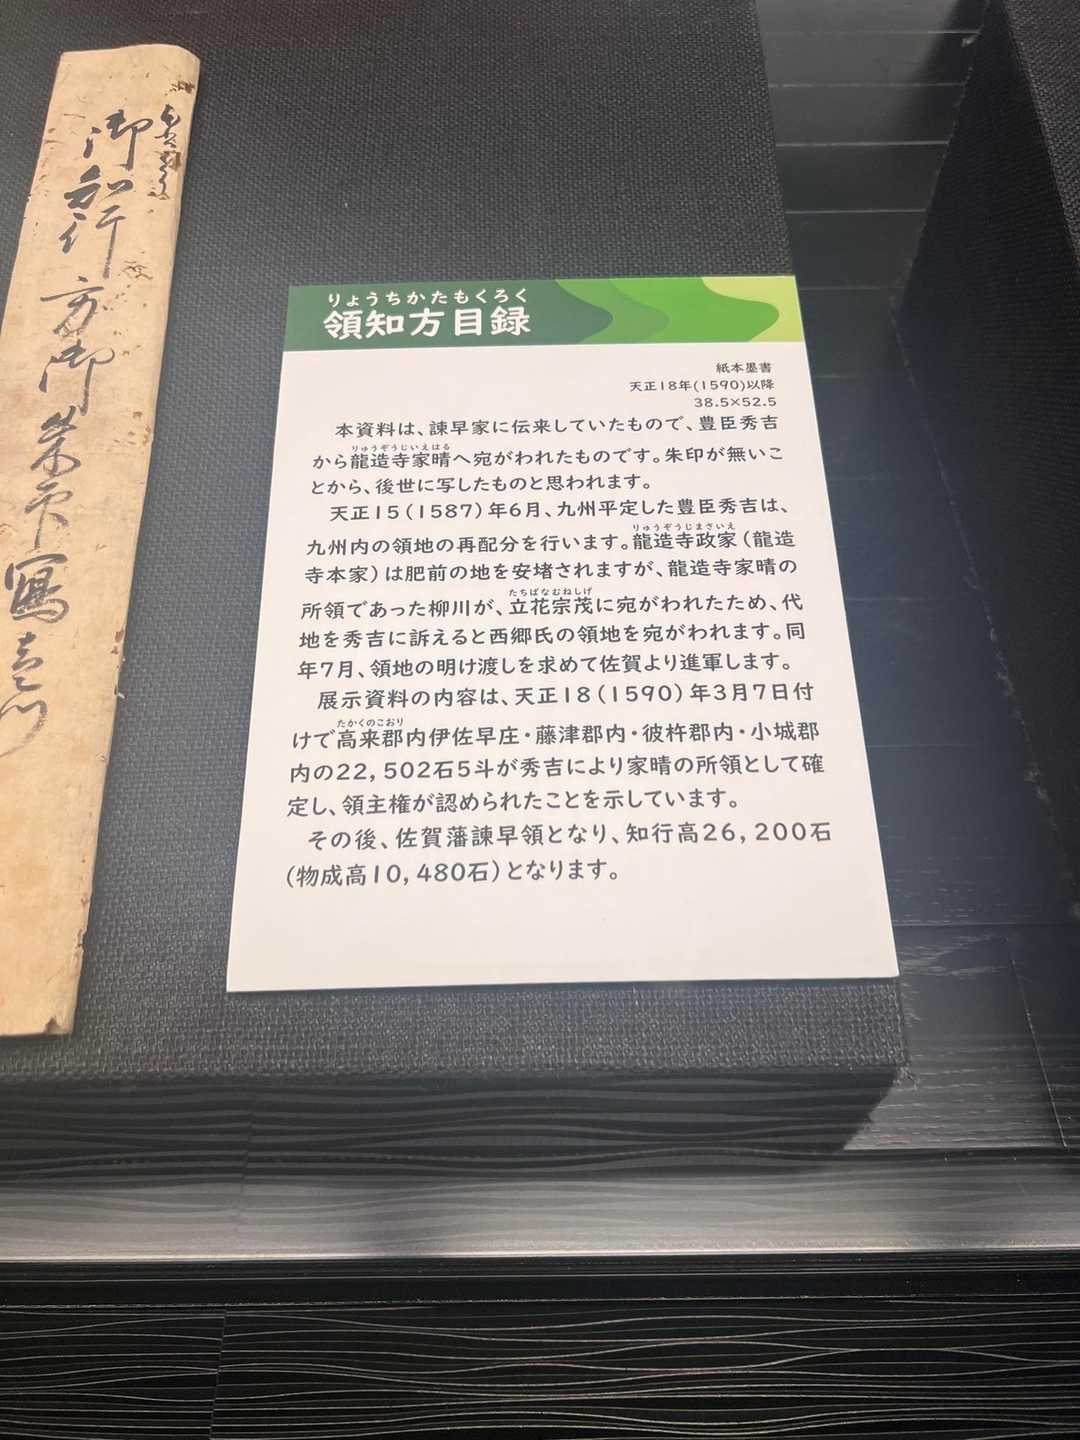 御知行方御朱印寫
りょうちかたもくろく
領知方目録
紙本墨書
天正18年(1590)以降
38.5×52.5
本資料は、諫早家に伝来していたもので、豊臣秀吉
りゅうぞうじいえはる
から龍造寺家晴へ宛がわれたものです。朱印が無いこ
とから、後世に写したものと思われます。
天正15(1587)年6月、九州平定した豊臣秀吉は、
りゅうぞうじまさいえ
九州内の領地の再配分を行います。龍造寺政家(龍造
寺本家)は肥前の地を安堵されますが、龍造寺家晴の
たちばなむねしげ
所領であった柳川が、立花宗茂に宛がわれたため、代
地を秀吉に訴えると西郷氏の領地を宛がわれます。同
年7月、領地の明け渡しを求めて佐賀より進軍します。
展示資料の内容は、天正18(1590)年3月7日付
たかくのこおり
けで高来郡内伊佐早庄・藤津郡内・彼杵郡内・小城郡
内の22,502石5斗が秀吉により家晴の所領として確
定し、領主権が認められたことを示しています。
その後、佐賀藩諫早領となり、知行高26,200石
(物成高10,480石)となります。